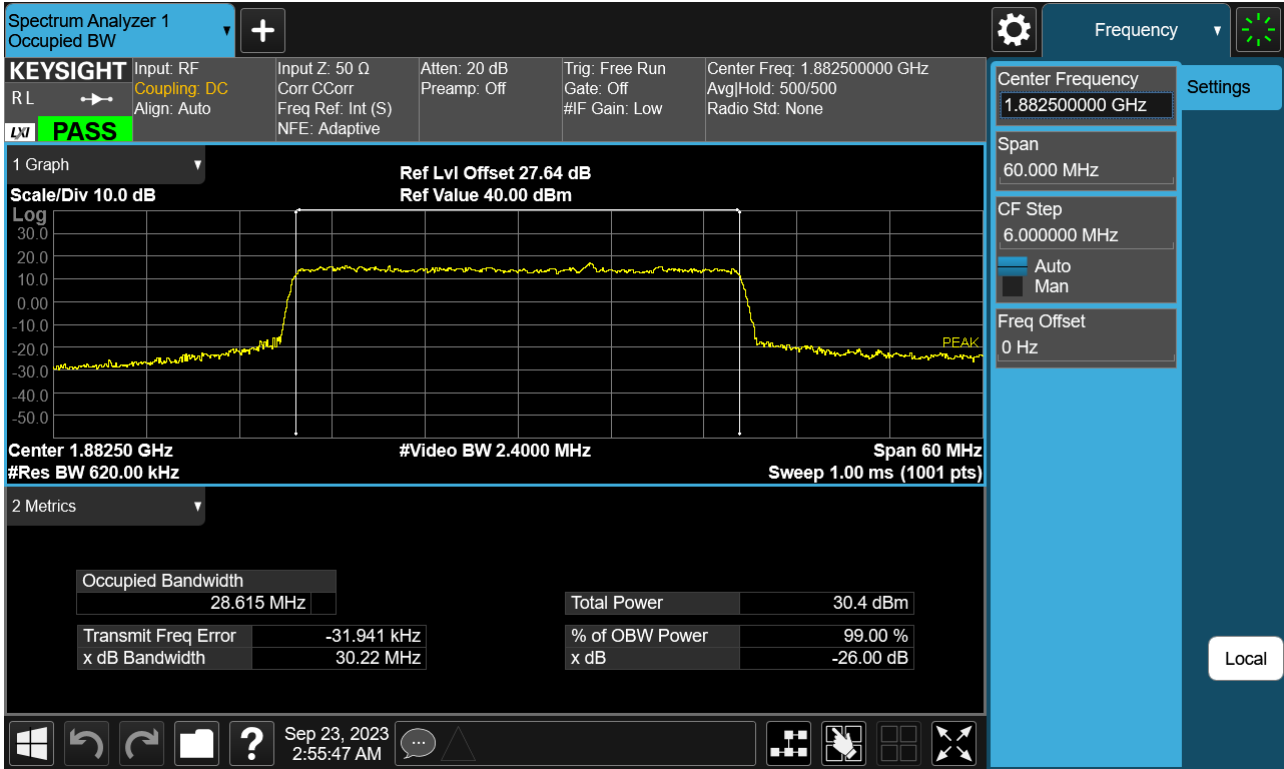 Spectrum Analyzer 1
Occupied BW
Frequency
KEYSIGHT
R L
LXI
PASS
Input: RF
Coupling: DC
Align: Auto
Input Z: 50 Ω
Corr CCorr
Freq Ref: Int (S)
NFE: Adaptive
Atten: 20 dB
Preamp: Off
Trig: Free Run
Gate: Off
#IF Gain: Low
Center Freq: 1.882500000 GHz
Avg|Hold: 500/500
Radio Std: None
Center Frequency
1.882500000 GHz
Settings
Span
60.000 MHz
CF Step
6.000000 MHz
Auto
Man
Freq Offset
0 Hz
Local
1 Graph
Ref Lvl Offset 27.64 dB
Scale/Div 10.0 dB
Ref Value 40.00 dBm
Log
30.0
20.0
10.0
0.00
-10.0
-20.0
-30.0
-40.0
-50.0
PEAK
Center 1.88250 GHz
#Video BW 2.4000 MHz
Span 60 MHz
#Res BW 620.00 kHz
Sweep 1.00 ms (1001 pts)
2 Metrics
Occupied Bandwidth
28.615 MHz
Total Power 30.4 dBm
Transmit Freq Error -31.941 kHz
% of OBW Power 99.00 %
x dB Bandwidth 30.22 MHz
x dB -26.00 dB
Sep 23, 2023
2:55:47 AM